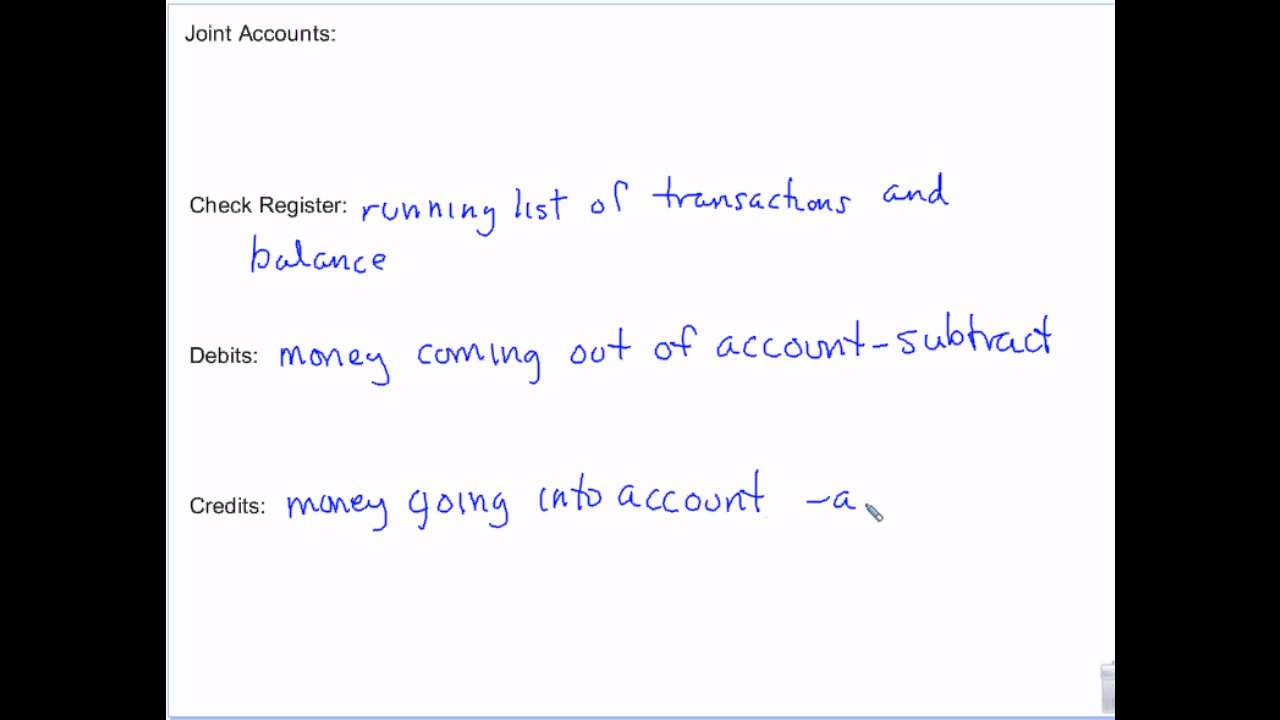 Joint Accounts:
Check Register: running list of transactions and
balance
Debits: money coming out of account - subtract
Credits: money going into account - a